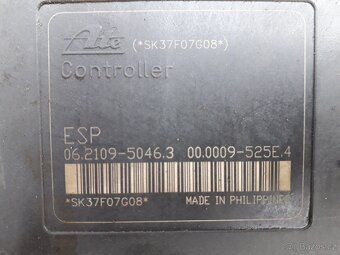 Ate (*SK37F07G08*)
Controller
ESP
06.2109-5046.3 00.0009-525E.4
*SK37F07G08* MADE IN PHILIPPINES